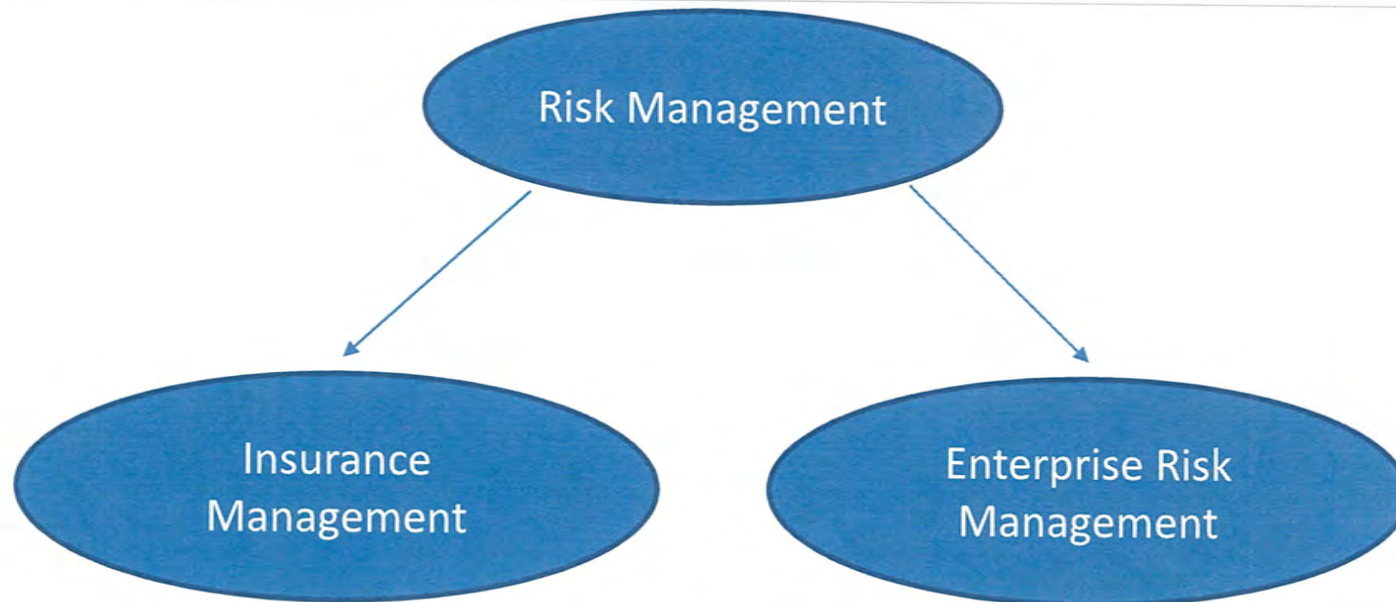 Risk Management
Insurance
Management
Enterprise Risk
Management